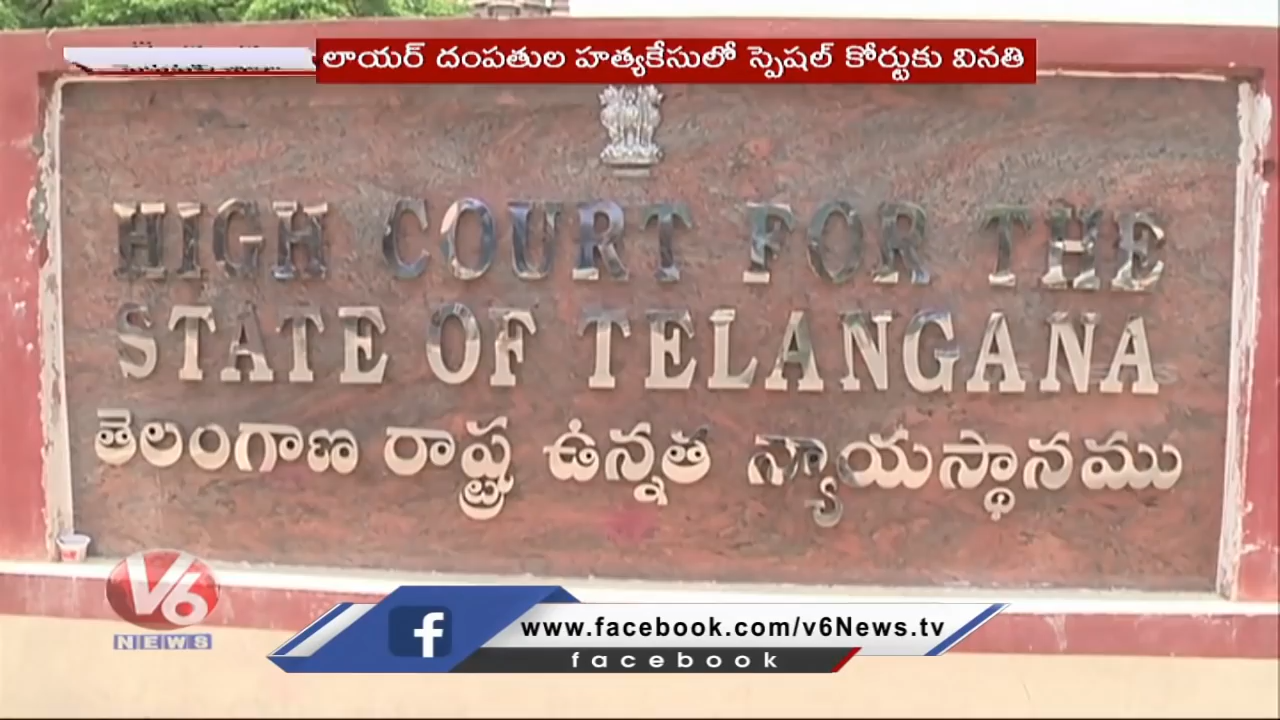 లాయర్ దంపతుల హత్యకేసులో స్పెషల్ కోర్టుకు వినతి
HIGH COURT FOR THE
STATE OF TELANGANA
తెలంగాణ రాష్ట్ర ఉన్నత న్యాయస్థానము
V6
NEWS
www.facebook.com/v6News.tv
facebook